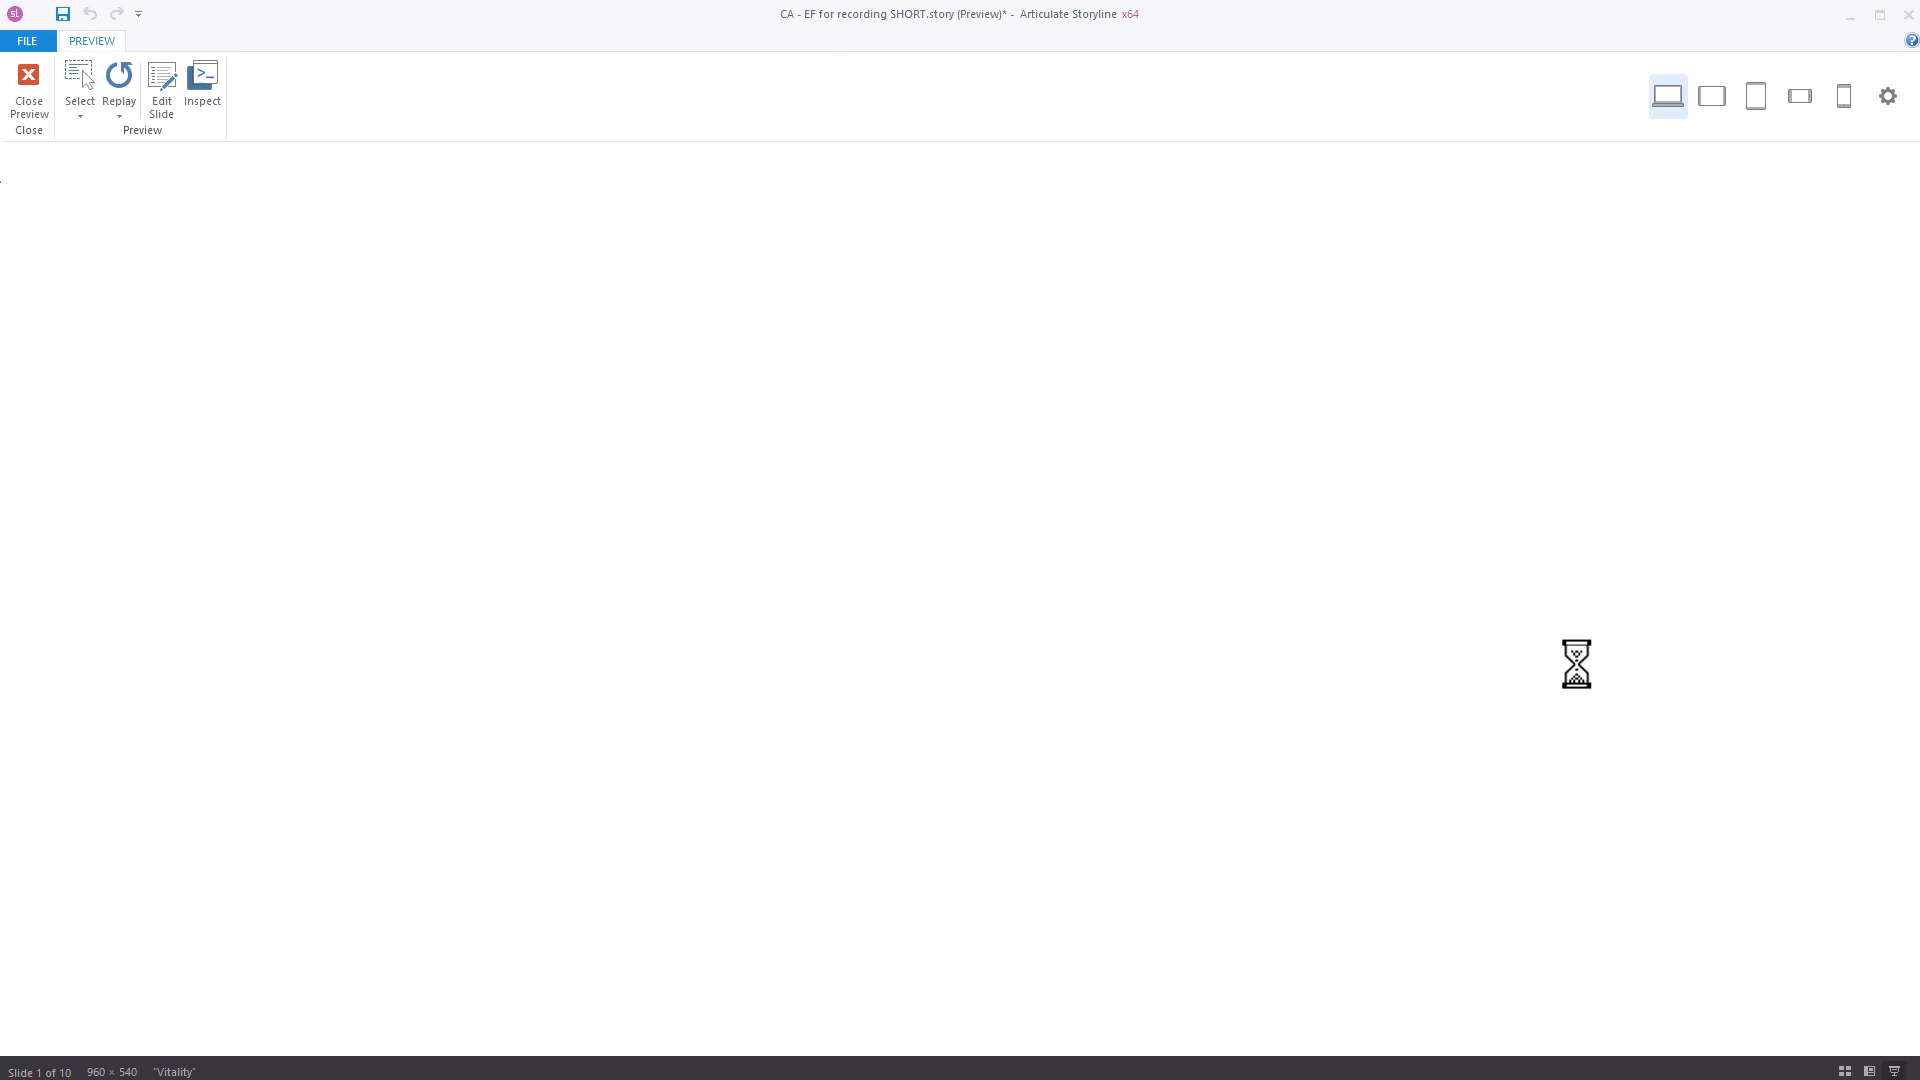 sl
CA - EF for recording SHORT.story (Preview)* - Articulate Storyline x64
FILE
PREVIEW
?
Close Preview
Select
Replay
Edit Slide
Inspect
Close
Preview
Slide 1 of 10
960 × 540
"Vitality"